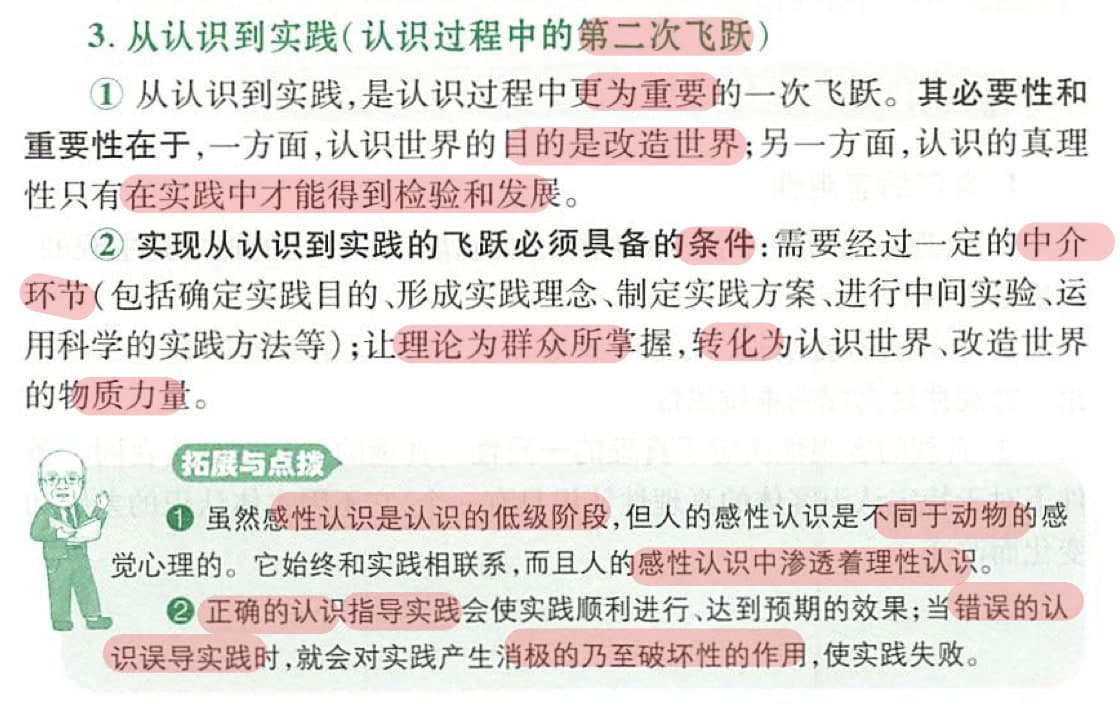 3. 从认识到实践(认识过程中的第二次飞跃)
① 从认识到实践,是认识过程中更为重要的一次飞跃。其必要性和
重要性在于,一方面,认识世界的目的是改造世界;另一方面,认识的真理
性只有在实践中才能得到检验和发展。
② 实现从认识到实践的飞跃必须具备的条件:需要经过一定的中介
环节(包括确定实践目的、形成实践理念、制定实践方案、进行中间实验、运
用科学的实践方法等);让理论为群众所掌握,转化为认识世界、改造世界
的物质力量。
拓展与点拨
❶ 虽然感性认识是认识的低级阶段,但人的感性认识是不同于动物的感
觉心理的。它始终和实践相联系,而且人的感性认识中渗透着理性认识。
❷ 正确的认识指导实践会使实践顺利进行、达到预期的效果;当错误的认
识误导实践时,就会对实践产生消极的乃至破坏性的作用,使实践失败。